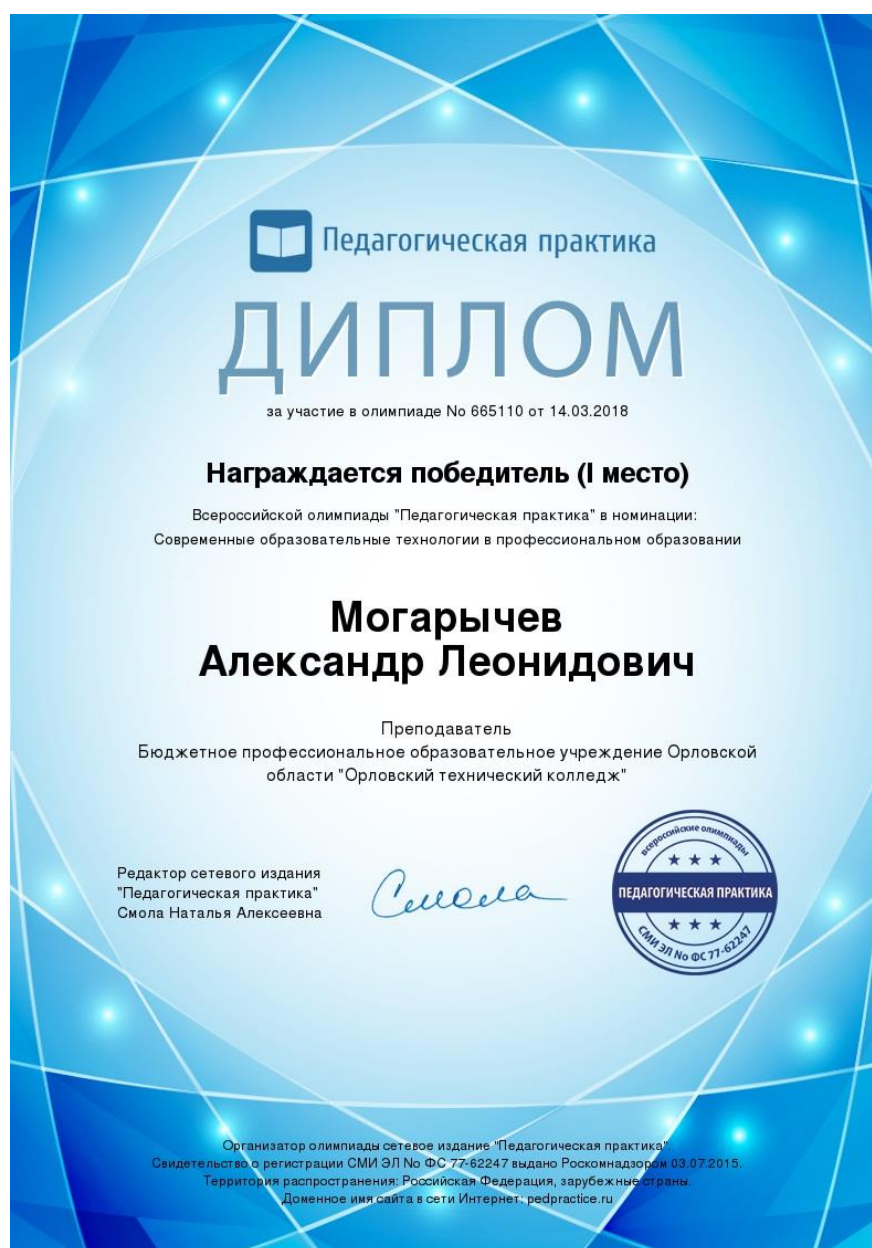 Педагогическая практика
ДИПЛОМ
за участие в олимпиаде No 665110 от 14.03.2018
Награждается победитель (I место)
Всероссийской олимпиады "Педагогическая практика" в номинации:
Современные образовательные технологии в профессиональном образовании
Могарычев
Александр Леонидович
Преподаватель
Бюджетное профессиональное образовательное учреждение Орловской
области "Орловский технический колледж"
Редактор сетевого издания
"Педагогическая практика"
Смола Наталья Алексеевна
Смола
всероссийские олимпиады
ПЕДАГОГИЧЕСКАЯ ПРАКТИКА
СМИ ЭЛ No ФС 77-62247
Организатор олимпиады сетевое издание "Педагогическая практика".
Свидетельство о регистрации СМИ ЭЛ No ФС 77-62247 выдано Роскомнадзором 03.07.2015.
Территория распространения: Российская Федерация, зарубежные страны.
Доменное имя сайта в сети Интернет: pedpractice.ru